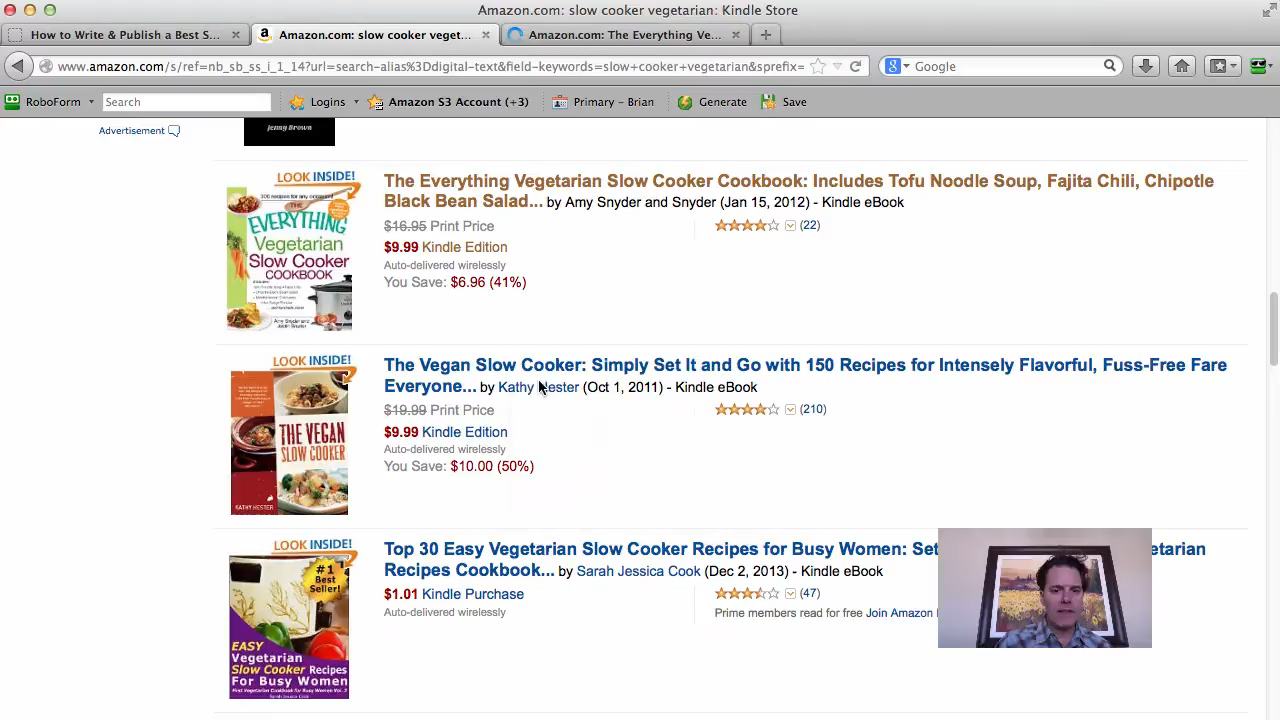 Amazon.com: slow cooker vegetarian: Kindle Store
How to Write & Publish a Best S...
Amazon.com: slow cooker veget...
Amazon.com: The Everything Ve...
www.amazon.com/s/ref=nb_sb_ss_i_1_14?url=search-alias%3Ddigital-text&field-keywords=slow+cooker+vegetarian&sprefix=
Google
RoboForm
Search
Logins
Amazon S3 Account (+3)
Primary – Brian
Generate
Save
Advertisement
Jenny Brown
LOOK INSIDE!
300 recipes for any occasion!
THE
EVERYTHING
Vegetarian
Slow Cooker
COOKBOOK
The Everything Vegetarian Slow Cooker Cookbook: Includes Tofu Noodle Soup, Fajita Chili, Chipotle
Black Bean Salad... by Amy Snyder and Snyder (Jan 15, 2012) - Kindle eBook
$16.95 Print Price
(22)
$9.99 Kindle Edition
Auto-delivered wirelessly
You Save: $6.96 (41%)
LOOK INSIDE!
THE VEGAN
SLOW COOKER
KATHY HESTER
The Vegan Slow Cooker: Simply Set It and Go with 150 Recipes for Intensely Flavorful, Fuss-Free Fare
Everyone... by Kathy Hester (Oct 1, 2011) - Kindle eBook
$19.99 Print Price
(210)
$9.99 Kindle Edition
Auto-delivered wirelessly
You Save: $10.00 (50%)
LOOK INSIDE!
#1
Best
Seller!
EASY
Vegetarian
Slow Cooker Recipes
For Busy Women
Top 30 Easy Vegetarian Slow Cooker Recipes for Busy Women: Set
Recipes Cookbook... by Sarah Jessica Cook (Dec 2, 2013) - Kindle eBook
$1.01 Kindle Purchase
(47)
Auto-delivered wirelessly
Prime members read for free Join Amazon